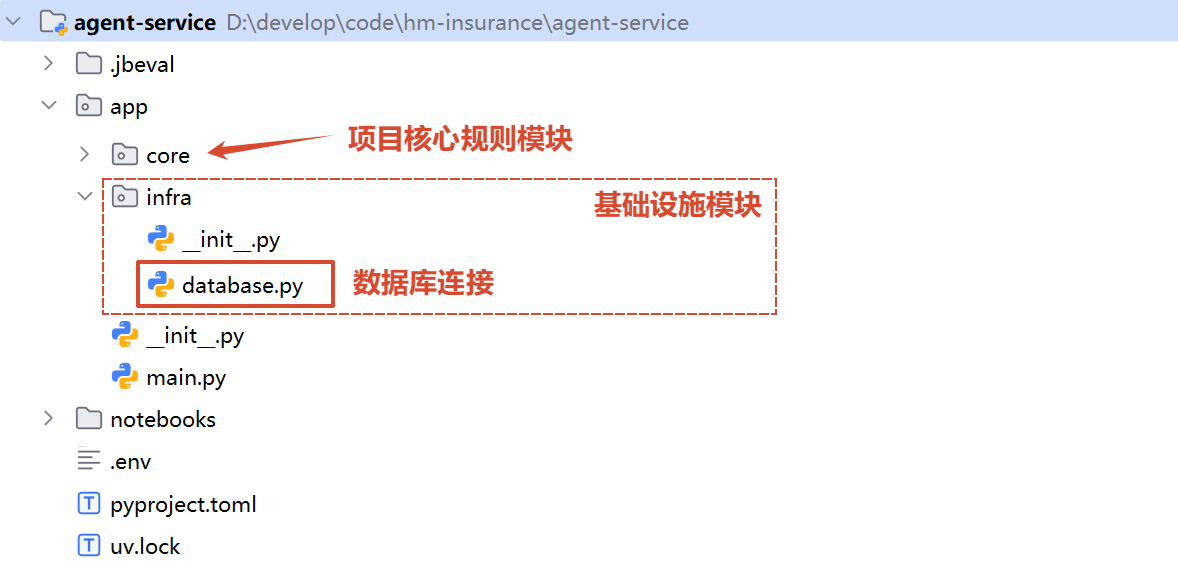 agent-service D:\develop\code\hm-insurance\agent-service
.jbeval
app
core 项目核心规则模块
infra 基础设施模块
__init__.py
database.py 数据库连接
__init__.py
main.py
notebooks
.env
pyproject.toml
uv.lock